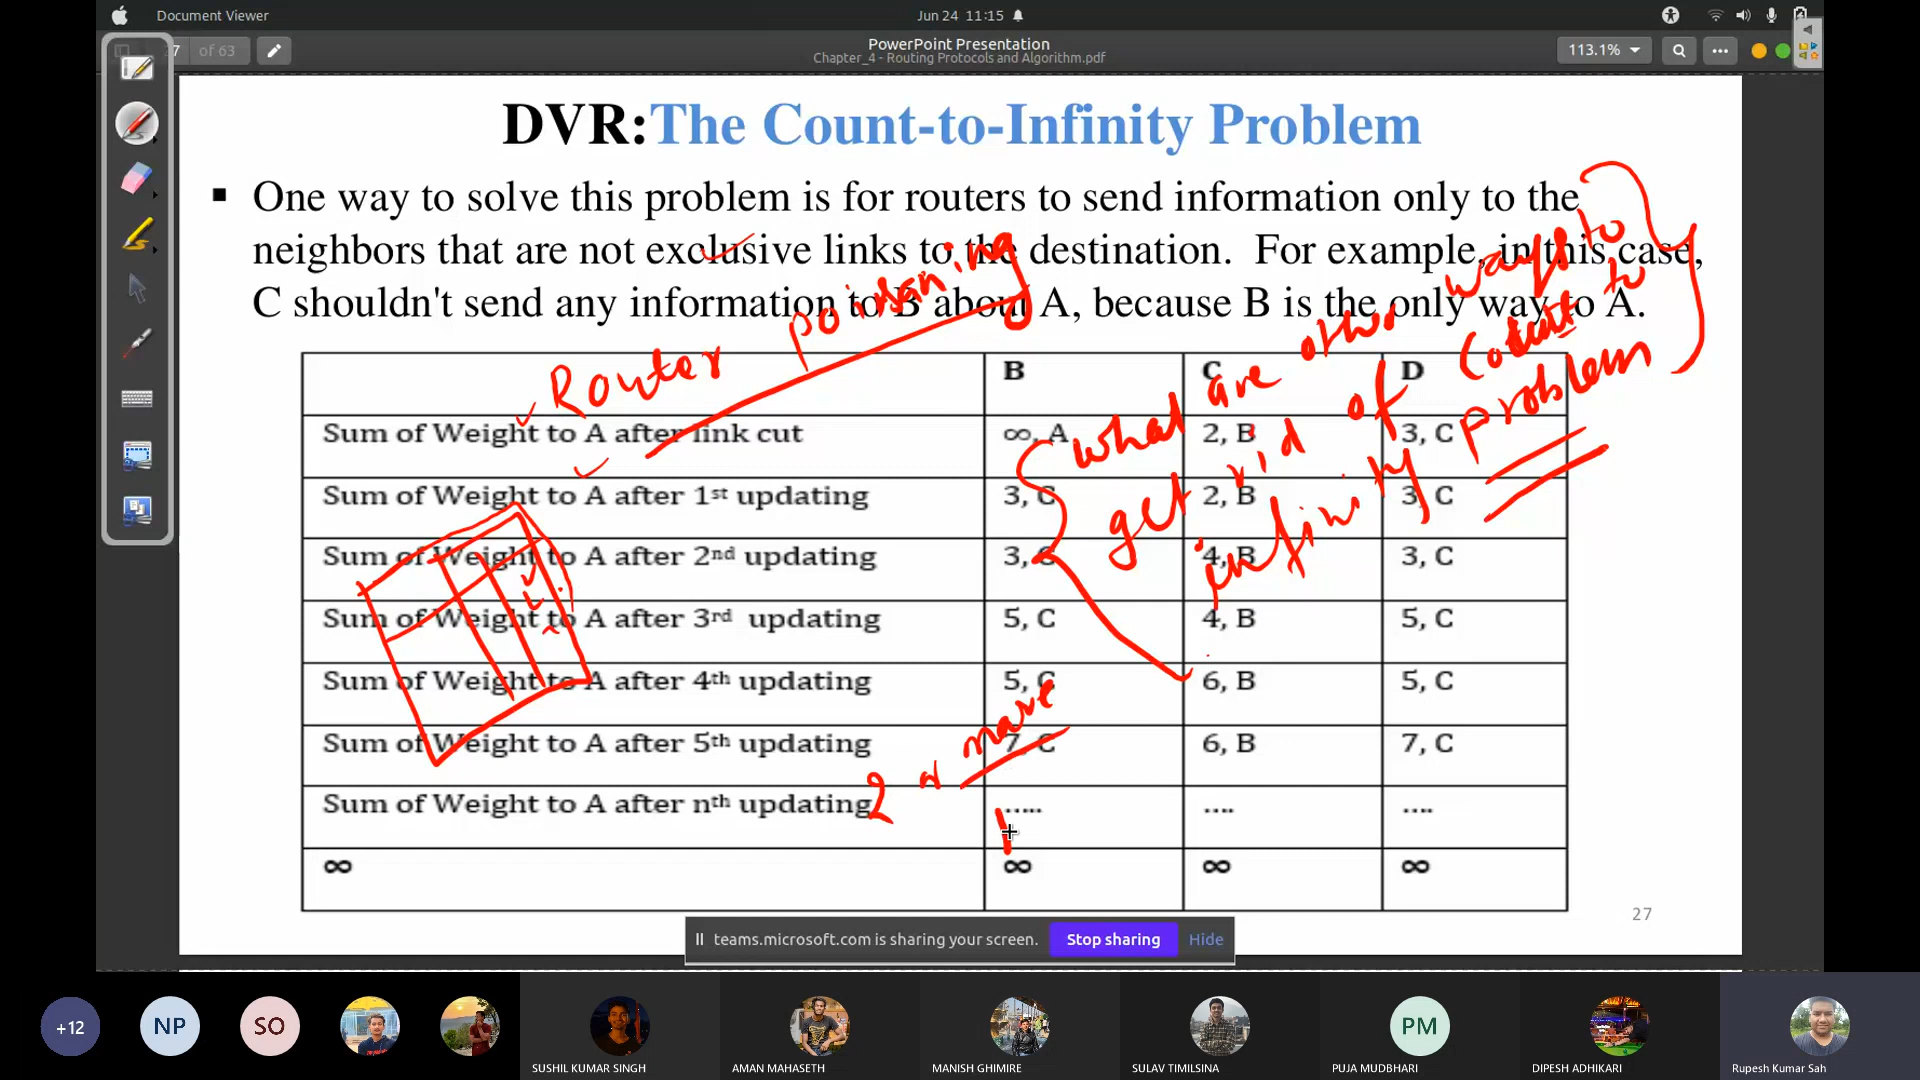 Document Viewer
Jun 24 11:15
7 of 63
PowerPoint Presentation
Chapter_4 - Routing Protocols and Algorithm.pdf
113.1%
DVR:The Count-to-Infinity Problem
One way to solve this problem is for routers to send information only to the
neighbors that are not exclusive links to the destination. For example, in this case,
C shouldn't send any information to B about A, because B is the only way to A.
B C D
Sum of Weight to A after link cut ∞, A 2, B 3, C
Sum of Weight to A after 1st updating 3, C 2, B 3, C
Sum of Weight to A after 2nd updating 3, C 4, B 3, C
Sum of Weight to A after 3rd updating 5, C 4, B 5, C
Sum of Weight to A after 4th updating 5, C 6, B 5, C
Sum of Weight to A after 5th updating 7, C 6, B 7, C
Sum of Weight to A after nth updating ..... .... ....
∞ ∞ ∞ ∞
Router
what are other ways to
get rid of count to
infinity problem
2 marks
27
teams.microsoft.com is sharing your screen. Stop sharing Hide
+12 NP SO PM
SUSHIL KUMAR SINGH AMAN MAHASETH MANISH GHIMIRE SULAV TIMILSINA PUJA MUDBHARI DIPESH ADHIKARI Rupesh Kumar Sah